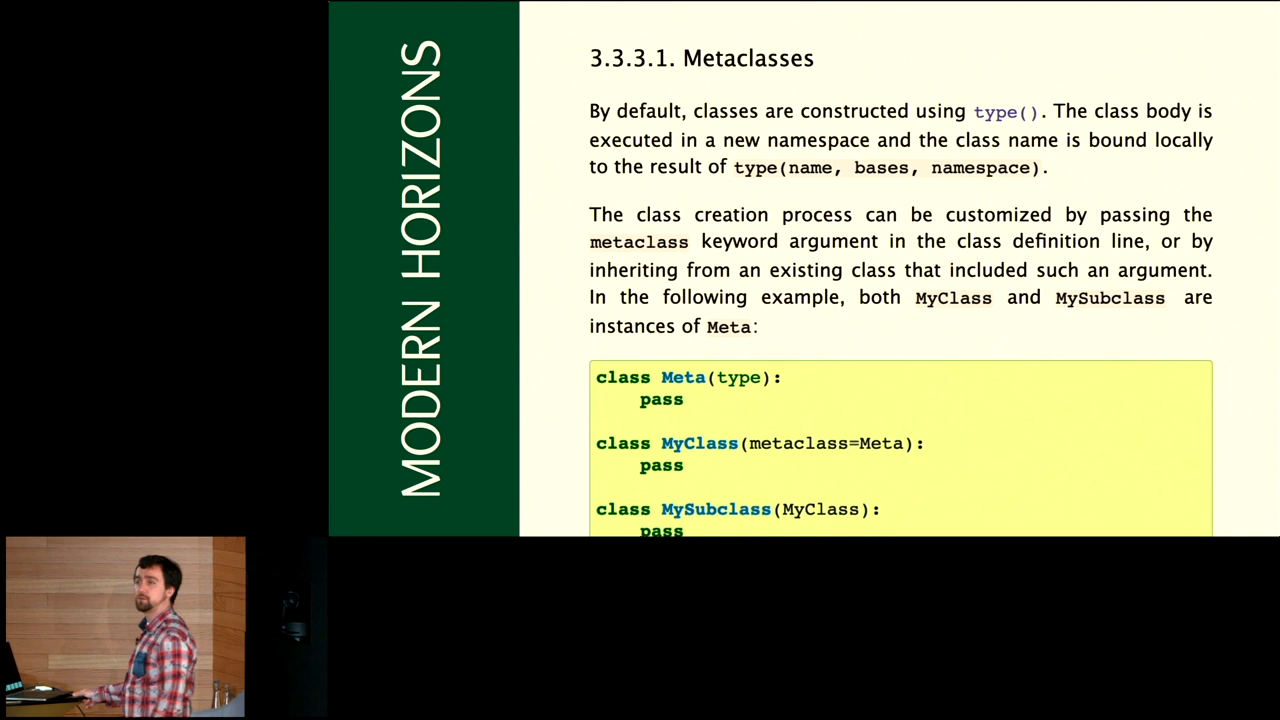 MODERN HORIZONS
3.3.3.1. Metaclasses
By default, classes are constructed using type(). The class body is
executed in a new namespace and the class name is bound locally
to the result of type(name, bases, namespace).
The class creation process can be customized by passing the
metaclass keyword argument in the class definition line, or by
inheriting from an existing class that included such an argument.
In the following example, both MyClass and MySubclass are
instances of Meta:
class Meta(type):
    pass
class MyClass(metaclass=Meta):
    pass
class MySubclass(MyClass):
    pass